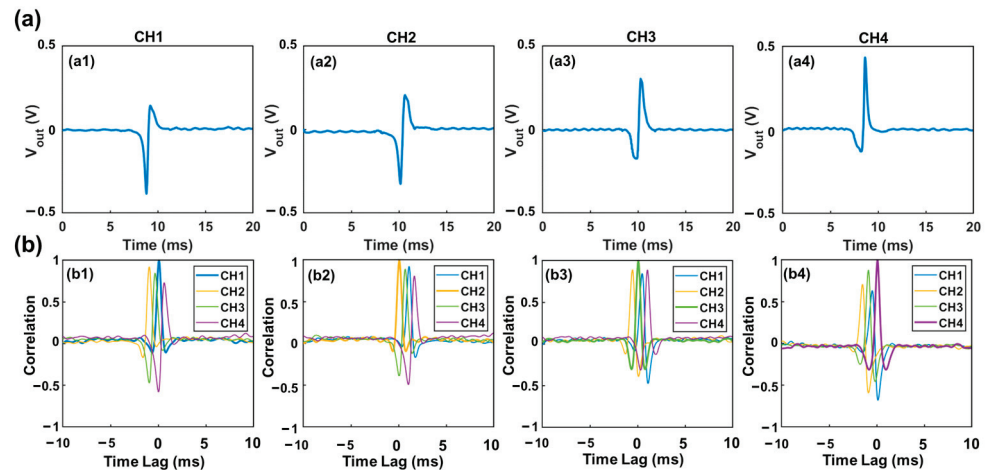 (a)
CH1 CH2 CH3 CH4
(a1) (a2) (a3) (a4)
0.5 0.5 0.5 0.5
0 0 0 0
−0.5 −0.5 −0.5 −0.5
Vout (V) Vout (V) Vout (V) Vout (V)
0 5 10 15 20 0 5 10 15 20 0 5 10 15 20 0 5 10 15 20
Time (ms) Time (ms) Time (ms) Time (ms)
(b)
(b1) (b2) (b3) (b4)
CH1 CH1 CH1 CH1
CH2 CH2 CH2 CH2
CH3 CH3 CH3 CH3
CH4 CH4 CH4 CH4
1 1 1 1
0.5 0.5 0.5 0.5
0 0 0 0
−0.5 −0.5 −0.5 −0.5
−1 −1 −1 −1
Correlation Correlation Correlation Correlation
−10 −5 0 5 10 −10 −5 0 5 10 −10 −5 0 5 10 −10 −5 0 5 10
Time Lag (ms) Time Lag (ms) Time Lag (ms) Time Lag (ms)